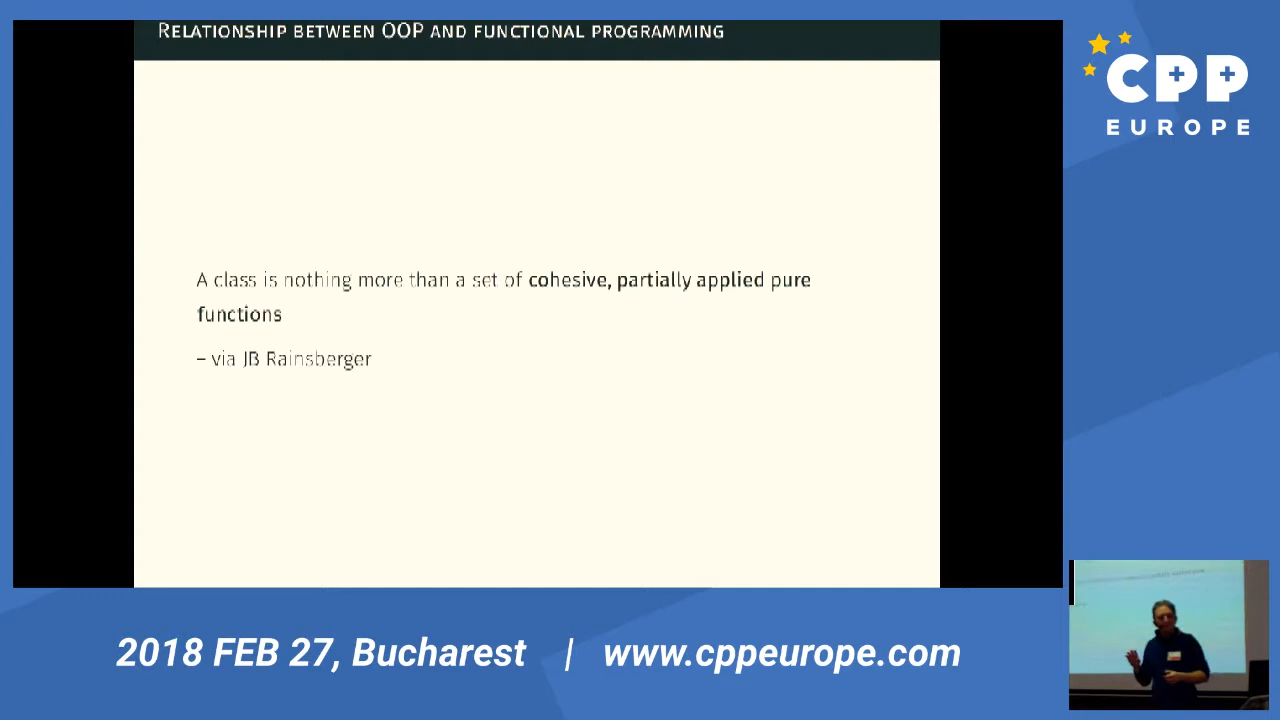 RELATIONSHIP BETWEEN OOP AND FUNCTIONAL PROGRAMMING
A class is nothing more than a set of cohesive, partially applied pure
functions
– via JB Rainsberger
CPP
EUROPE
2018 FEB 27, Bucharest | www.cppeurope.com